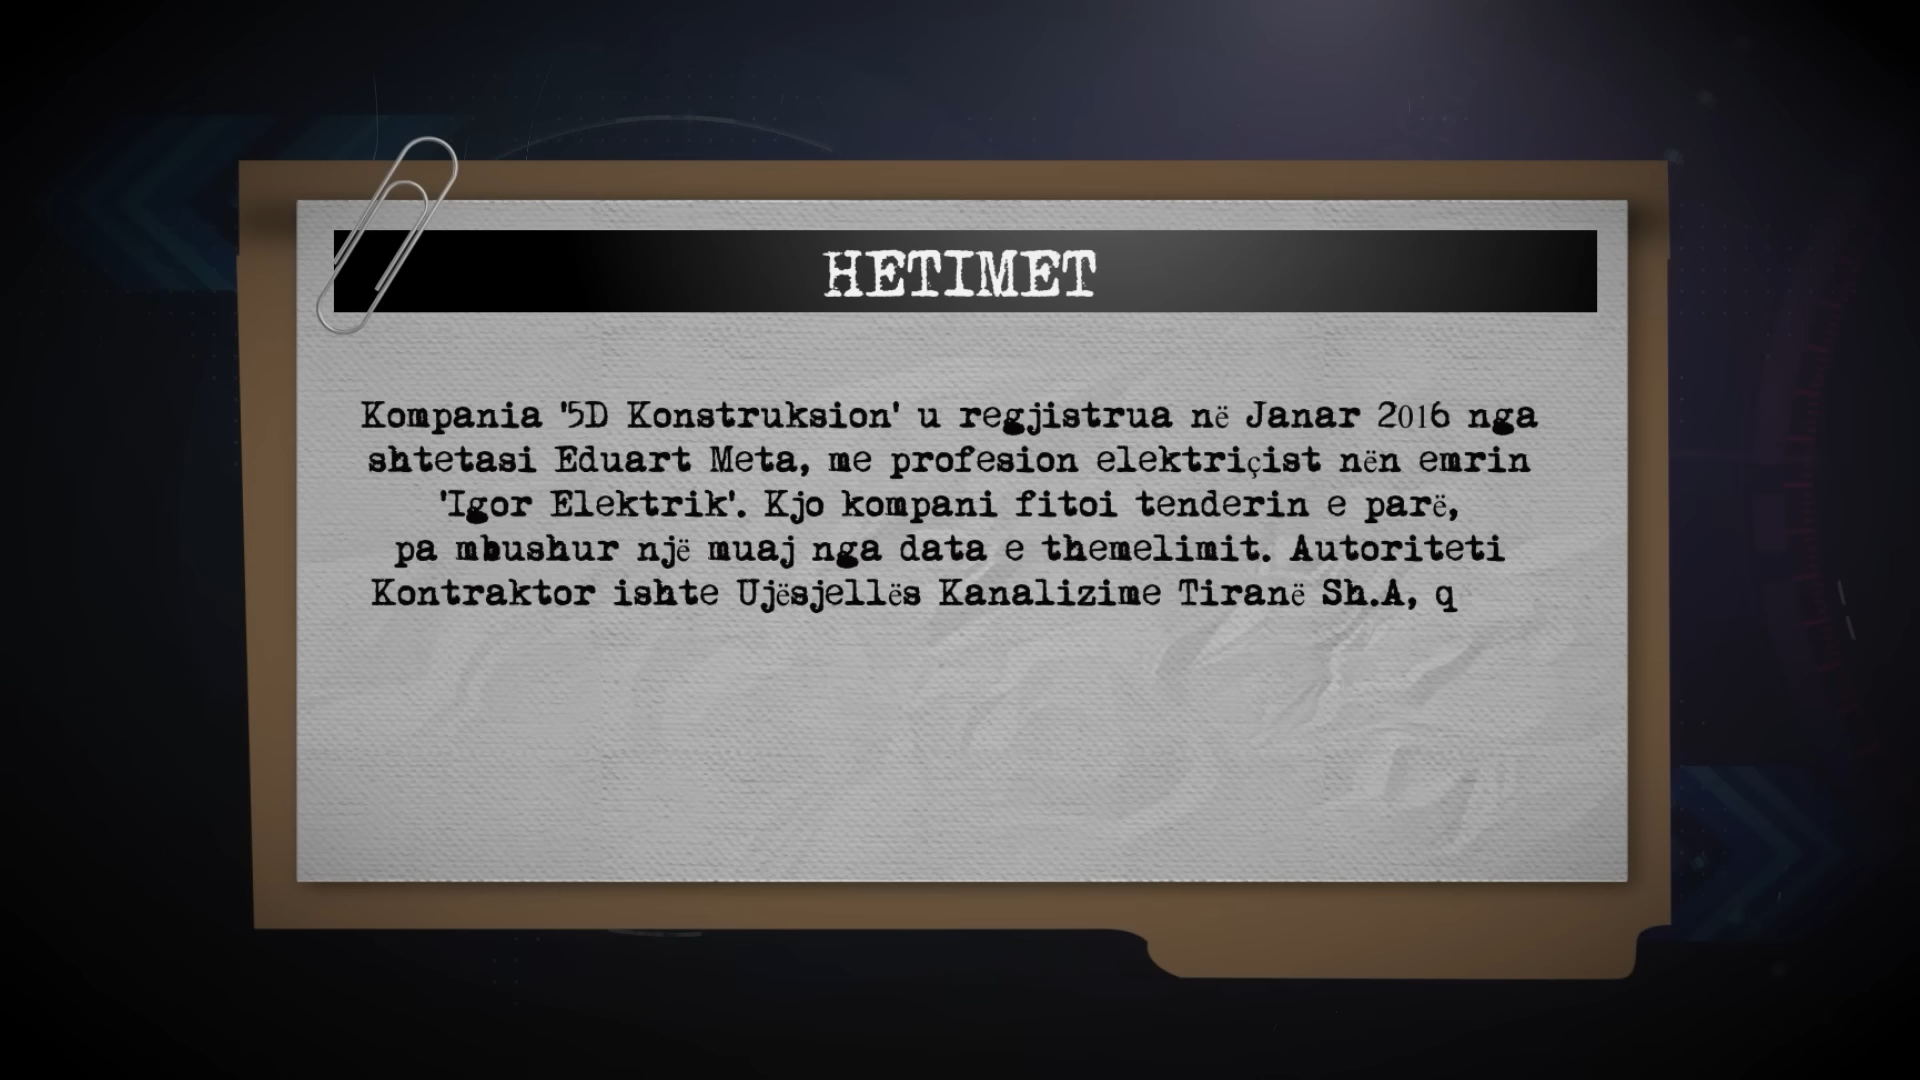 HETIMET
Kompania '5D Konstruksion' u regjistrua në Janar 2016 nga
shtetasi Eduart Meta, me profesion elektriçist nën emrin
'Igor Elektrik'. Kjo kompani fitoi tenderin e parë,
pa mbushur një muaj nga data e themelimit. Autoriteti
Kontraktor ishte Ujësjellës Kanalizime Tiranë Sh.A, q